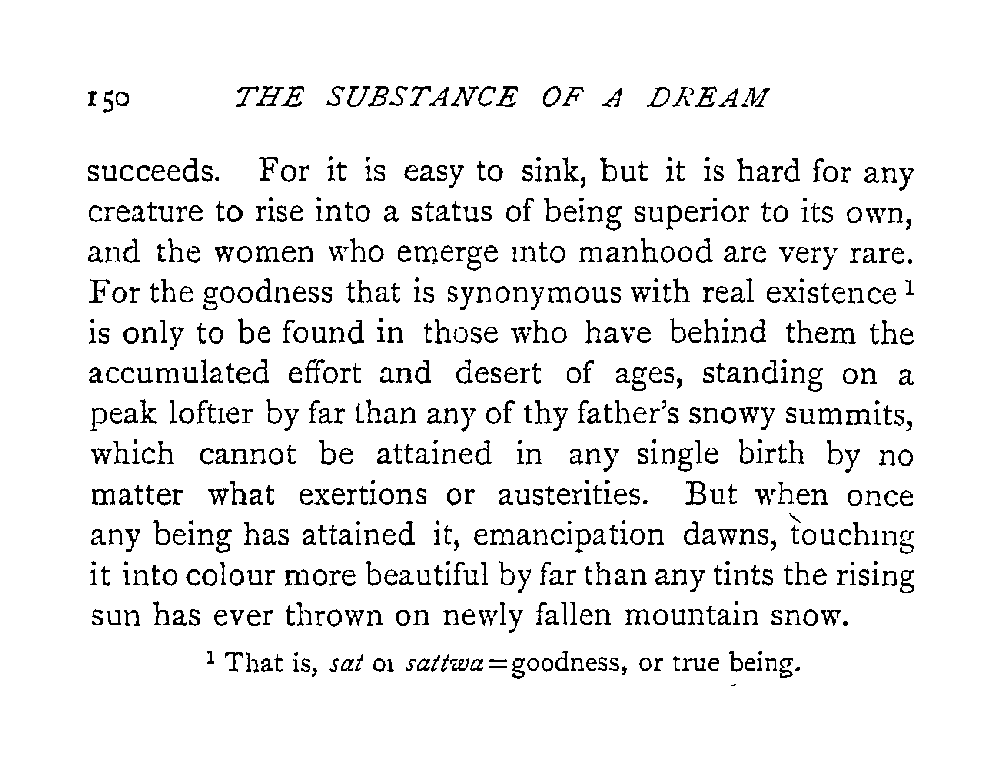 150 THE SUBSTANCE OF A DREAM
succeeds. For it is easy to sink, but it is hard for any
creature to rise into a status of being superior to its own,
and the women who emerge into manhood are very rare.
For the goodness that is synonymous with real existence ¹
is only to be found in those who have behind them the
accumulated effort and desert of ages, standing on a
peak loftier by far than any of thy father's snowy summits,
which cannot be attained in any single birth by no
matter what exertions or austerities. But when once
any being has attained it, emancipation dawns, touching
it into colour more beautiful by far than any tints the rising
sun has ever thrown on newly fallen mountain snow.
¹ That is, sat or sattwa=goodness, or true being.